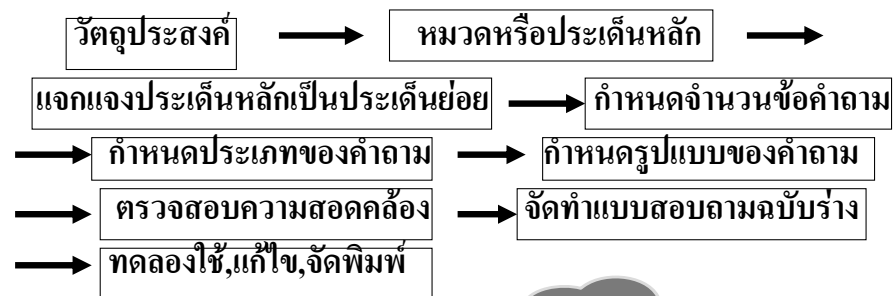 วัตถุประสงค์ หมวดหรือประเด็นหลัก
แจกแจงประเด็นหลักเป็นประเด็นย่อย กำหนดจำนวนข้อคำถาม
กำหนดประเภทของคำถาม กำหนดรูปแบบของคำถาม
ตรวจสอบความสอดคล้อง จัดทำแบบสอบถามฉบับร่าง
ทดลองใช้,แก้ไข,จัดพิมพ์